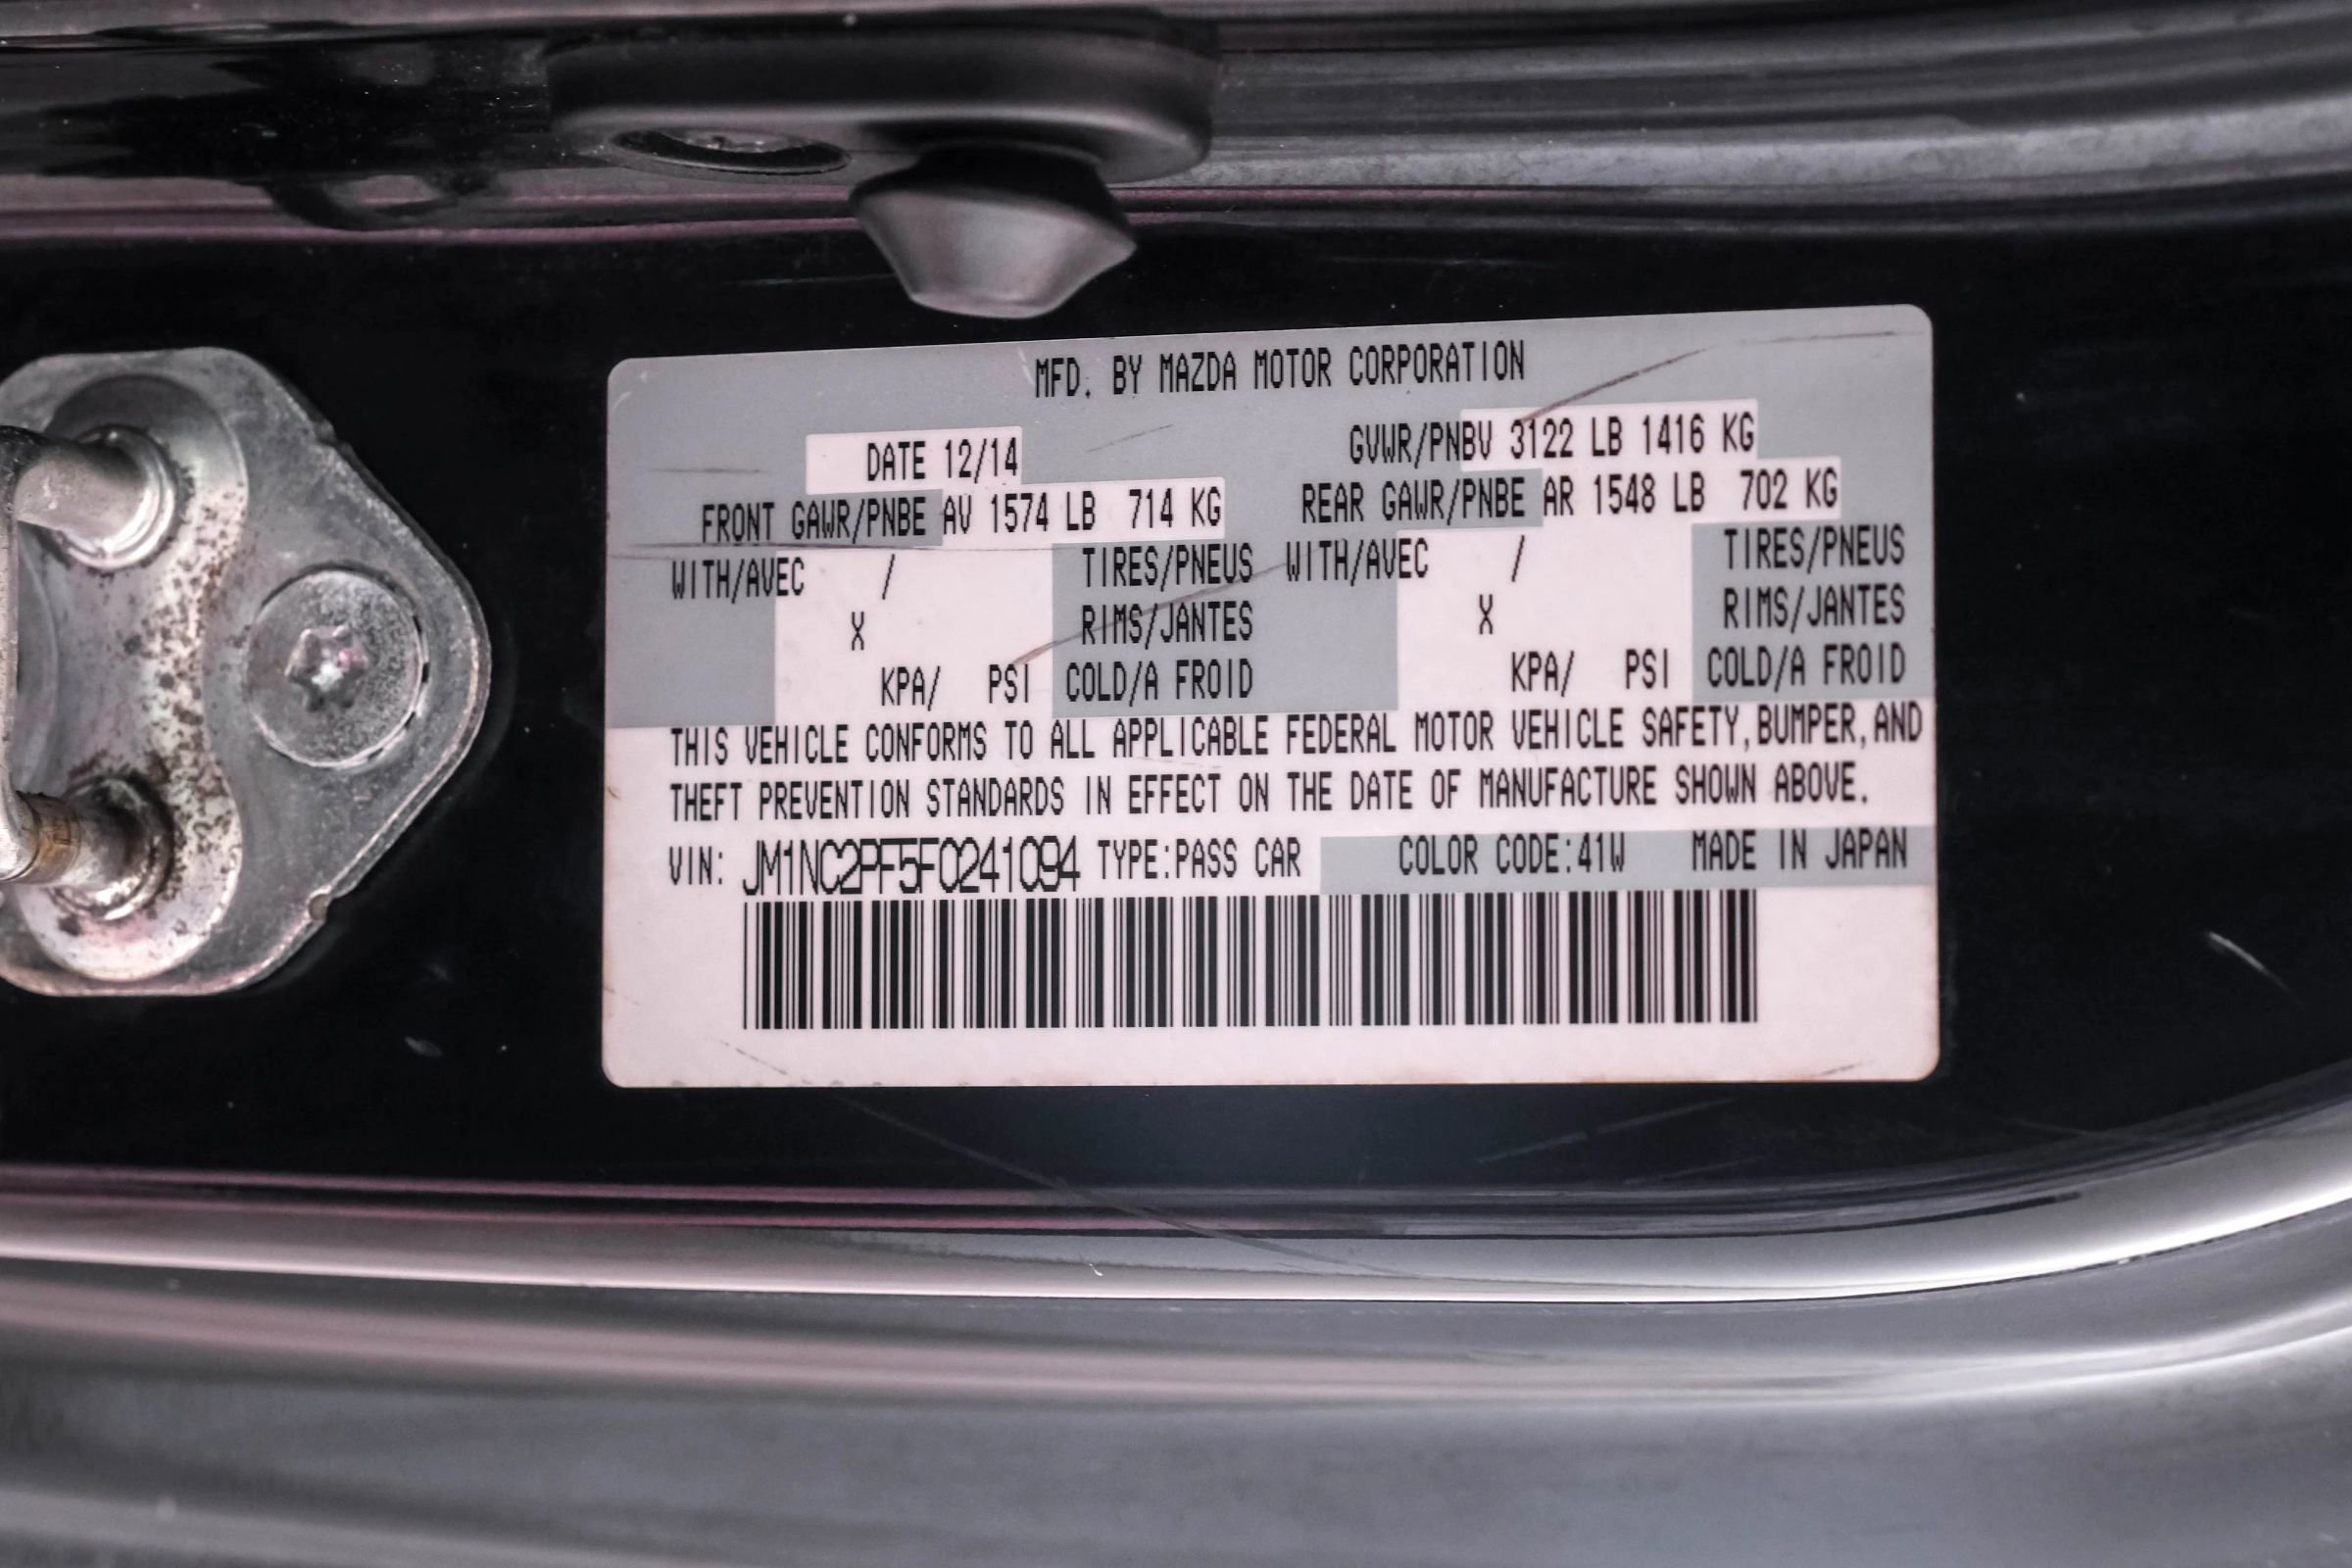 MFD. BY MAZDA MOTOR CORPORATION
DATE 12/14 GVWR/PNBV 3122 LB 1416 KG
FRONT GAWR/PNBE AV 1574 LB 714 KG REAR GAWR/PNBE AR 1548 LB 702 KG
WITH/AVEC / TIRES/PNEUS WITH/AVEC / TIRES/PNEUS
X RIMS/JANTES X RIMS/JANTES
KPA/ PSI COLD/A FROID KPA/ PSI COLD/A FROID
THIS VEHICLE CONFORMS TO ALL APPLICABLE FEDERAL MOTOR VEHICLE SAFETY, BUMPER, AND
THEFT PREVENTION STANDARDS IN EFFECT ON THE DATE OF MANUFACTURE SHOWN ABOVE.
VIN: JM1NC2PF5F0241094 TYPE:PASS CAR COLOR CODE:41W MADE IN JAPAN